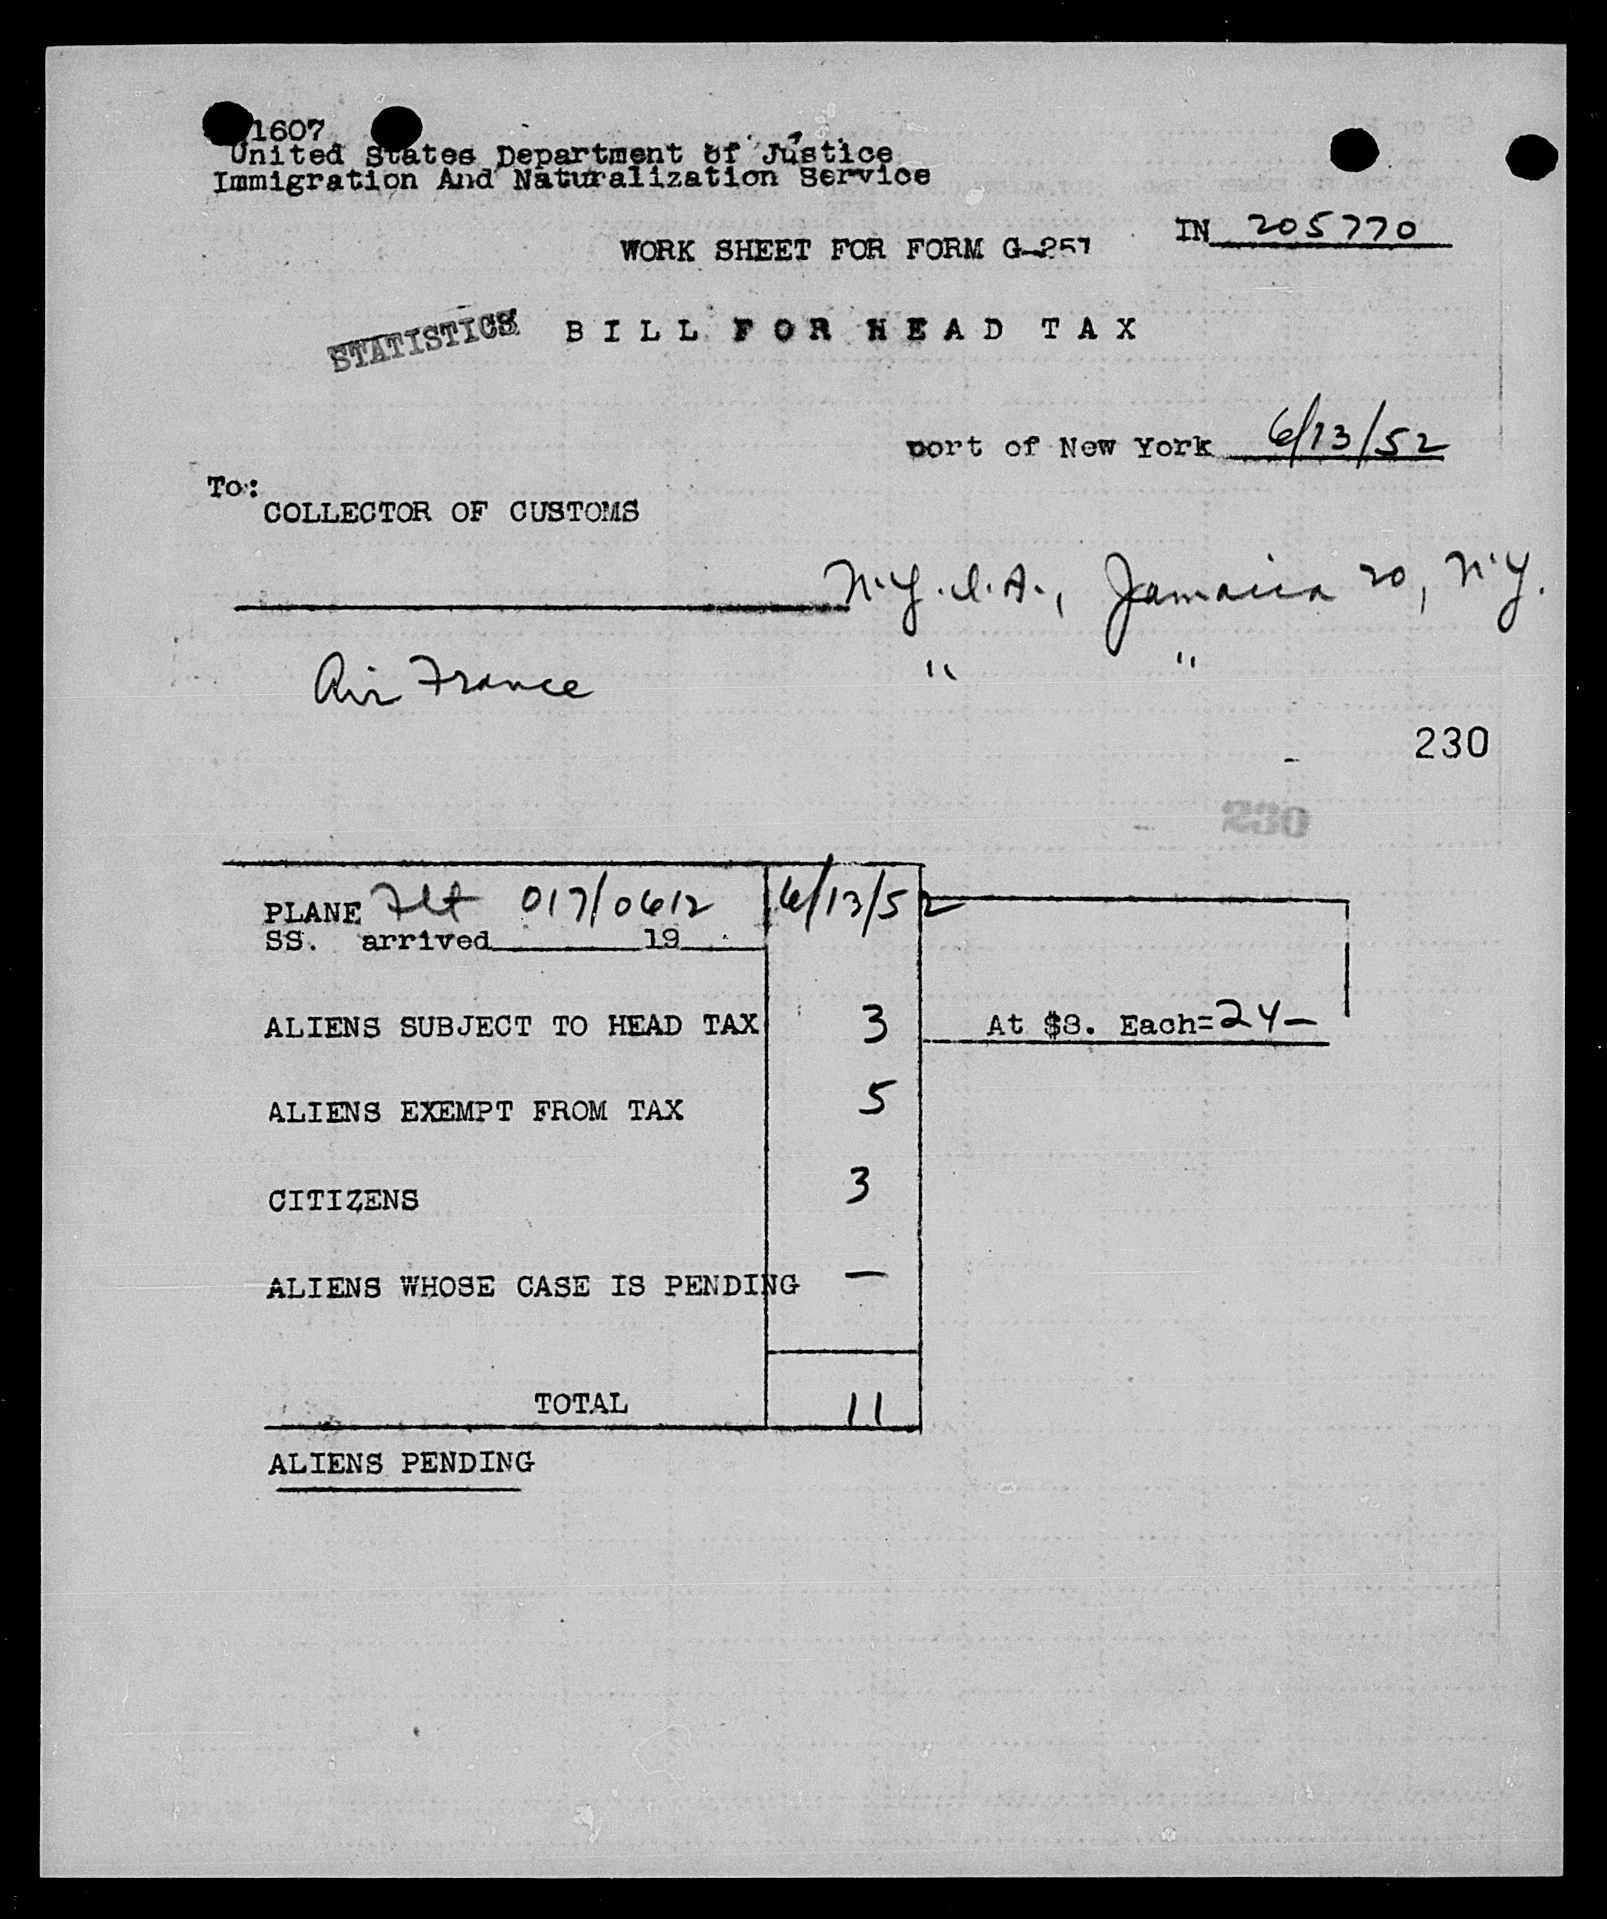 1607
United States Department of Justice
Immigration And Naturalization Service
IN 205770
WORK SHEET FOR FORM G-257
STATISTICS
BILL FOR HEAD TAX
port of New York 6/13/52
To:
COLLECTOR OF CUSTOMS
N.Y.I.A., Jamaica 20, N.Y.
Air France " "
230
PLANE Flt 017/0612 6/13/52
SS. arrived 19
ALIENS SUBJECT TO HEAD TAX 3 At $8. Each=24-
ALIENS EXEMPT FROM TAX 5
CITIZENS 3
ALIENS WHOSE CASE IS PENDING —
TOTAL 11
ALIENS PENDING